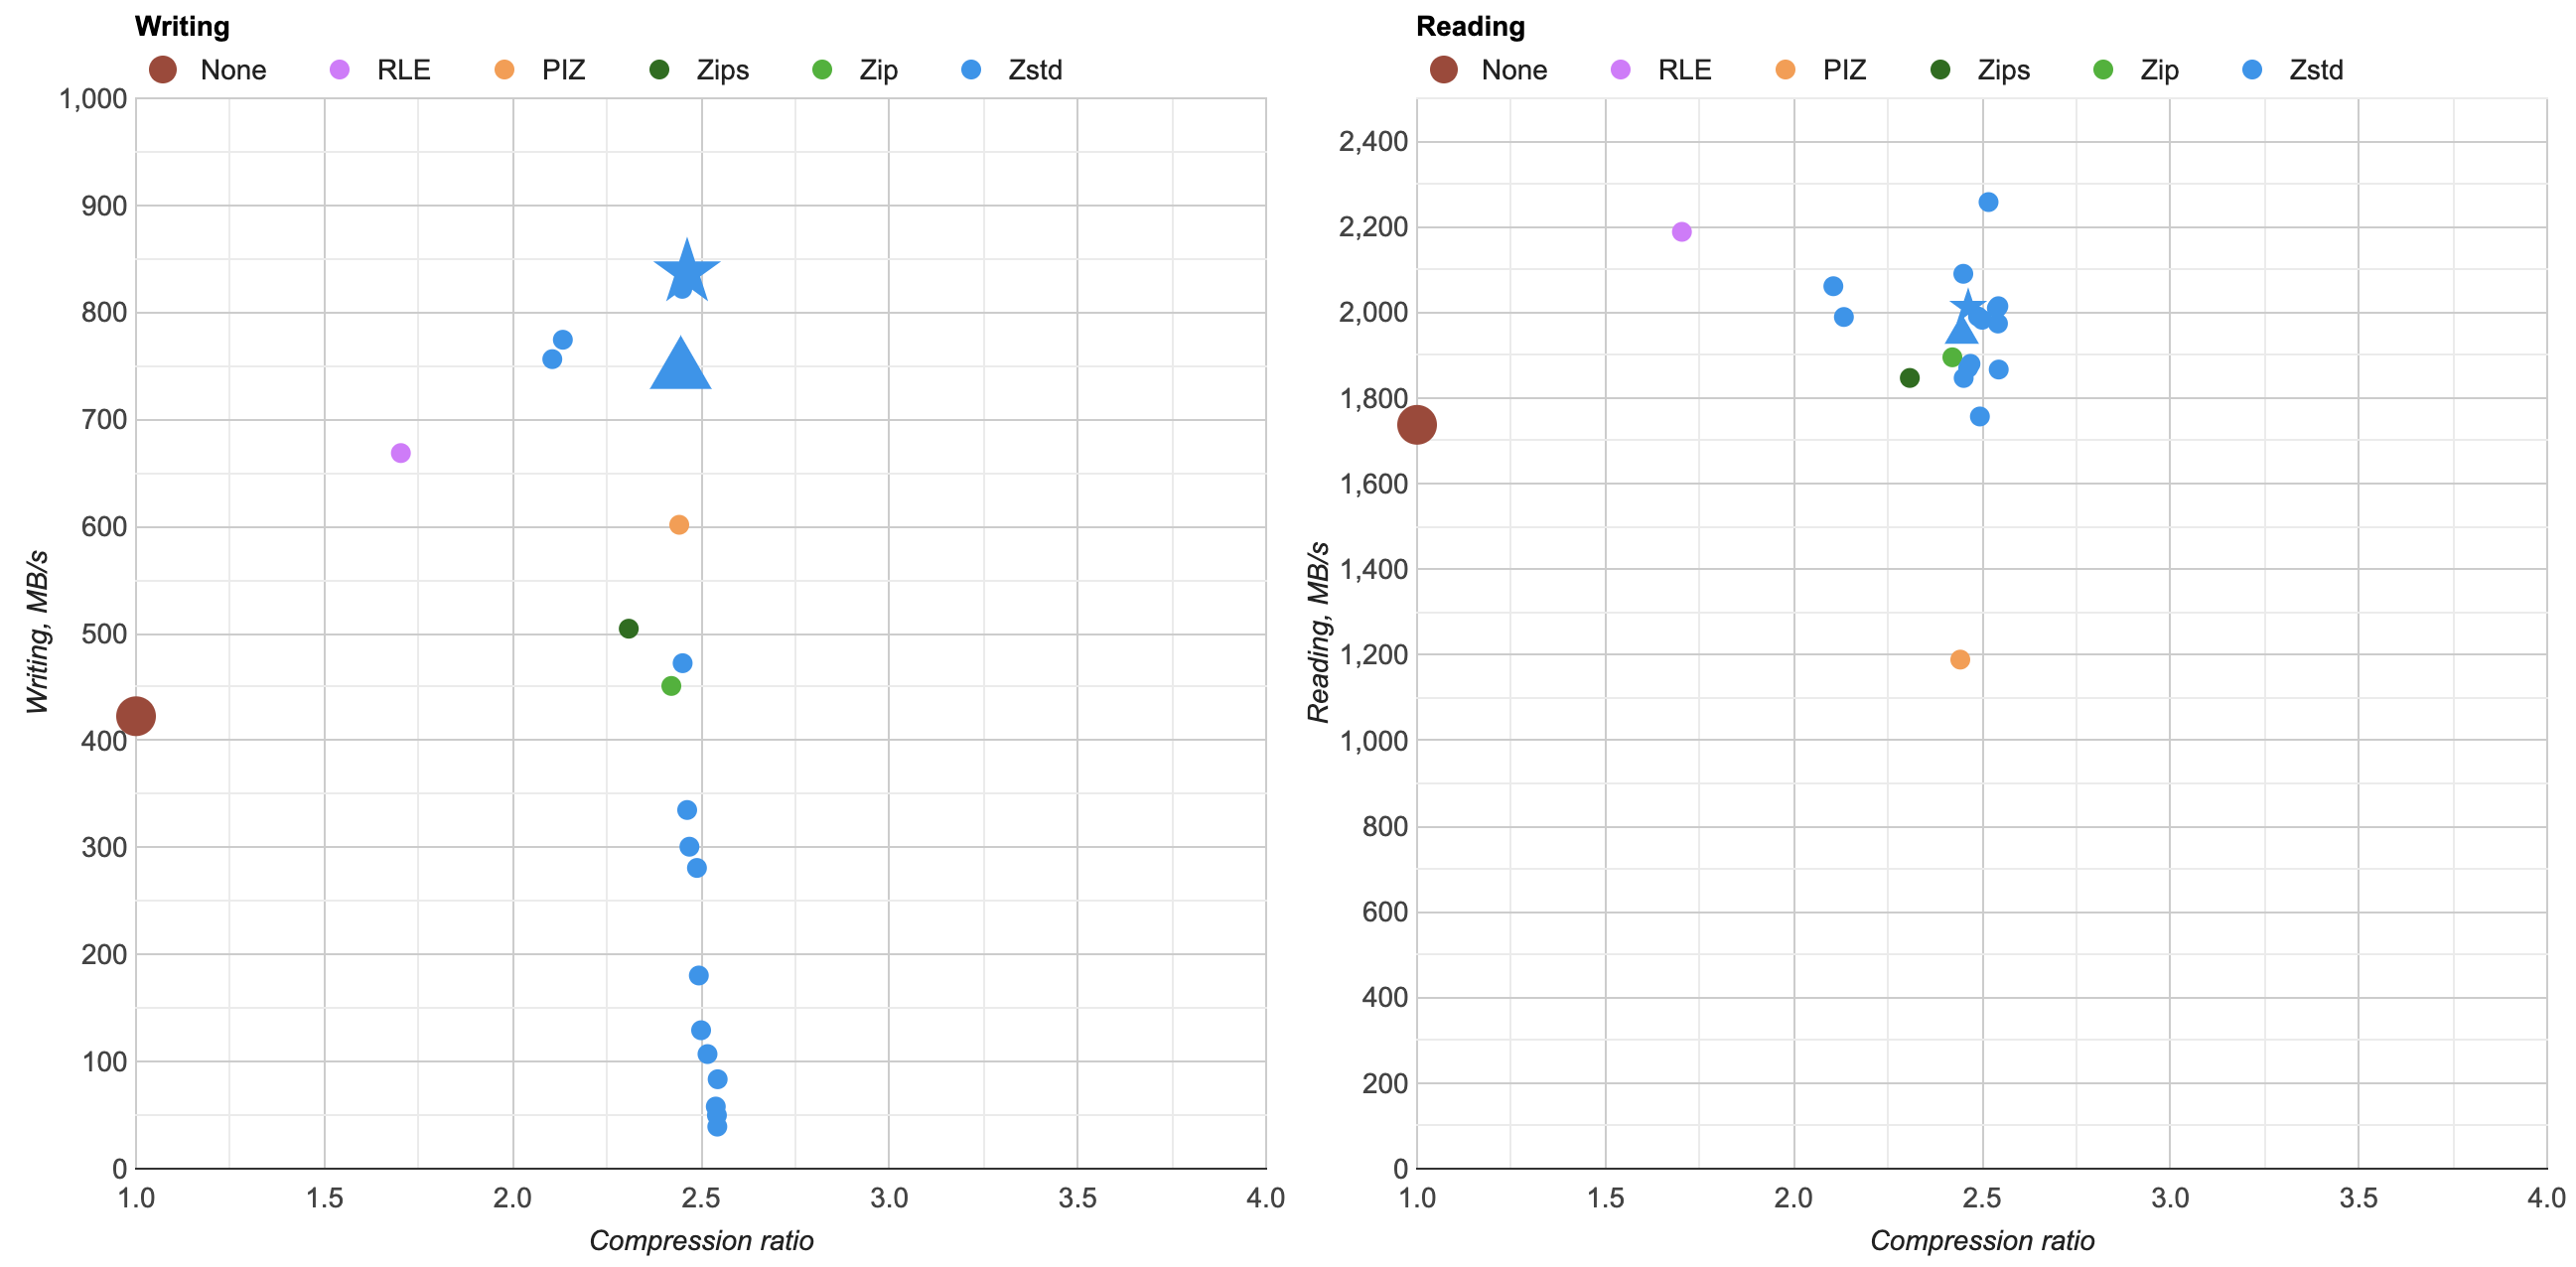 Writing
None RLE PIZ Zips Zip Zstd
1,000
900
800
700
600
500
400
300
200
100
0
Writing, MB/s
1.0 1.5 2.0 2.5 3.0 3.5 4.0
Compression ratio
Reading
None RLE PIZ Zips Zip Zstd
2,400
2,200
2,000
1,800
1,600
1,400
1,200
1,000
800
600
400
200
0
Reading, MB/s
1.0 1.5 2.0 2.5 3.0 3.5 4.0
Compression ratio